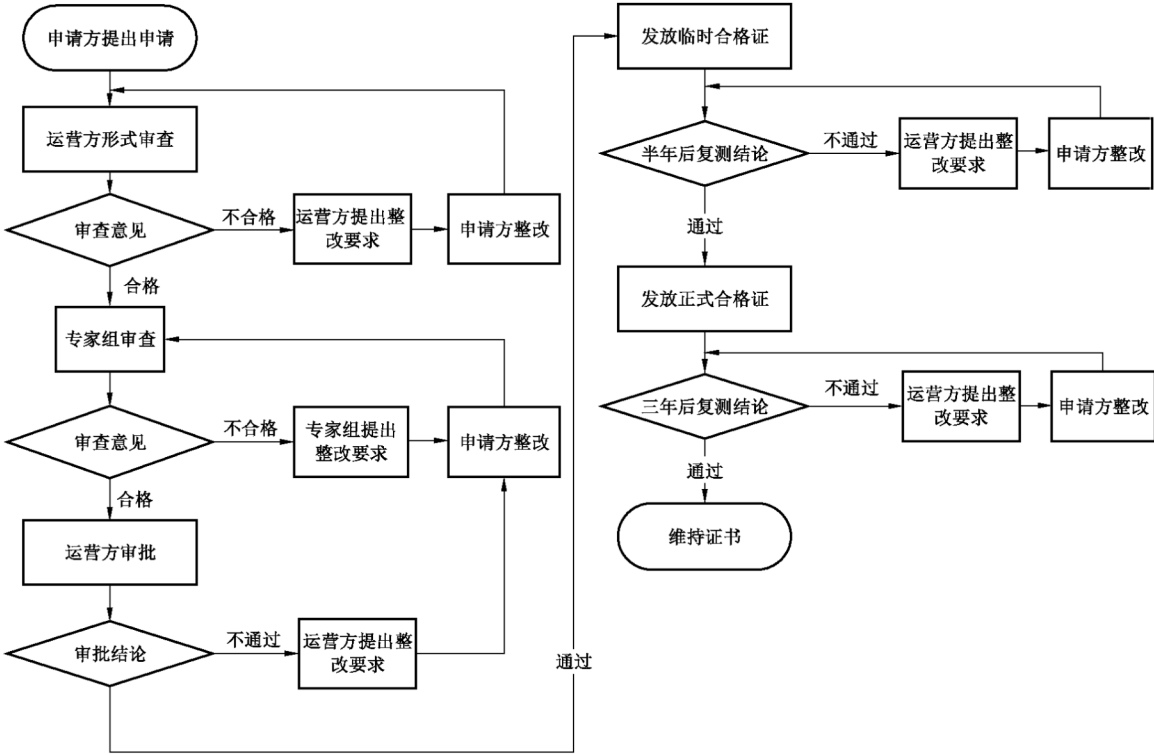 申请方提出申请
运营方形式审查
审查意见
不合格
运营方提出整
改要求
申请方整改
合格
专家组审查
审查意见
不合格
专家组提出
整改要求
申请方整改
合格
运营方审批
审批结论
不通过
运营方提出整
改要求
通过
发放临时合格证
半年后复测结论
不通过
运营方提出整
改要求
申请方整改
通过
发放正式合格证
三年后复测结论
不通过
运营方提出整
改要求
申请方整改
通过
维持证书